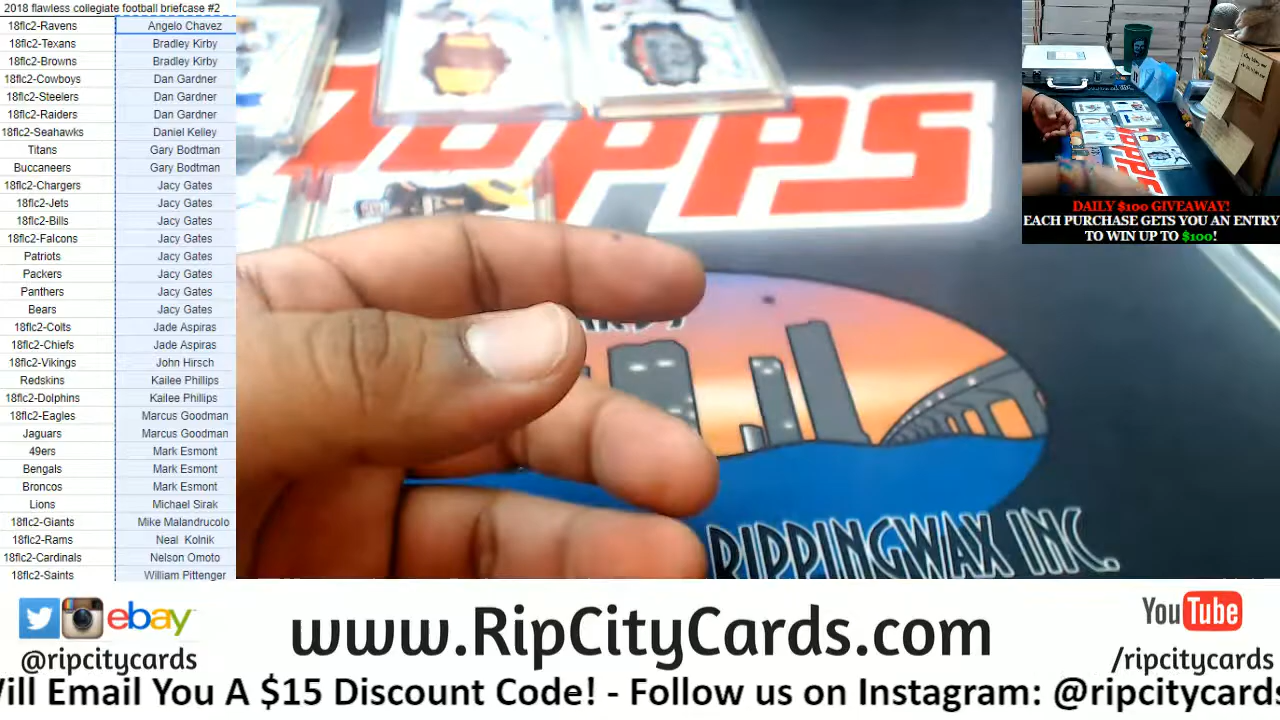 2018 flawless collegiate football briefcase #2
18flc2-Ravens Angelo Chavez
18flc2-Texans Bradley Kirby
18flc2-Browns Bradley Kirby
18flc2-Cowboys Dan Gardner
18flc2-Steelers Dan Gardner
18flc2-Raiders Dan Gardner
18flc2-Seahawks Daniel Kelley
Titans Gary Bodtman
Buccaneers Gary Bodtman
18flc2-Chargers Jacy Gates
18flc2-Jets Jacy Gates
18flc2-Bills Jacy Gates
18flc2-Falcons Jacy Gates
Patriots Jacy Gates
Packers Jacy Gates
Panthers Jacy Gates
Bears Jacy Gates
18flc2-Colts Jade Aspiras
18flc2-Chiefs Jade Aspiras
18flc2-Vikings John Hirsch
Redskins Kailee Phillips
18flc2-Dolphins Kailee Phillips
18flc2-Eagles Marcus Goodman
Jaguars Marcus Goodman
49ers Mark Esmont
Bengals Mark Esmont
Broncos Mark Esmont
Lions Michael Sirak
18flc2-Giants Mike Malandrucolo
18flc2-Rams Neal Kolnik
18flc2-Cardinals Nelson Omoto
18flc2-Saints William Pittenger
TOPPS
RIPPINGWAX INC.
DAILY $100 GIVEAWAY!
EACH PURCHASE GETS YOU AN ENTRY
TO WIN UP TO $100!
ebay
@ripcitycards
www.RipCityCards.com
YouTube
/ripcitycards
Will Email You A $15 Discount Code! - Follow us on Instagram: @ripcitycards